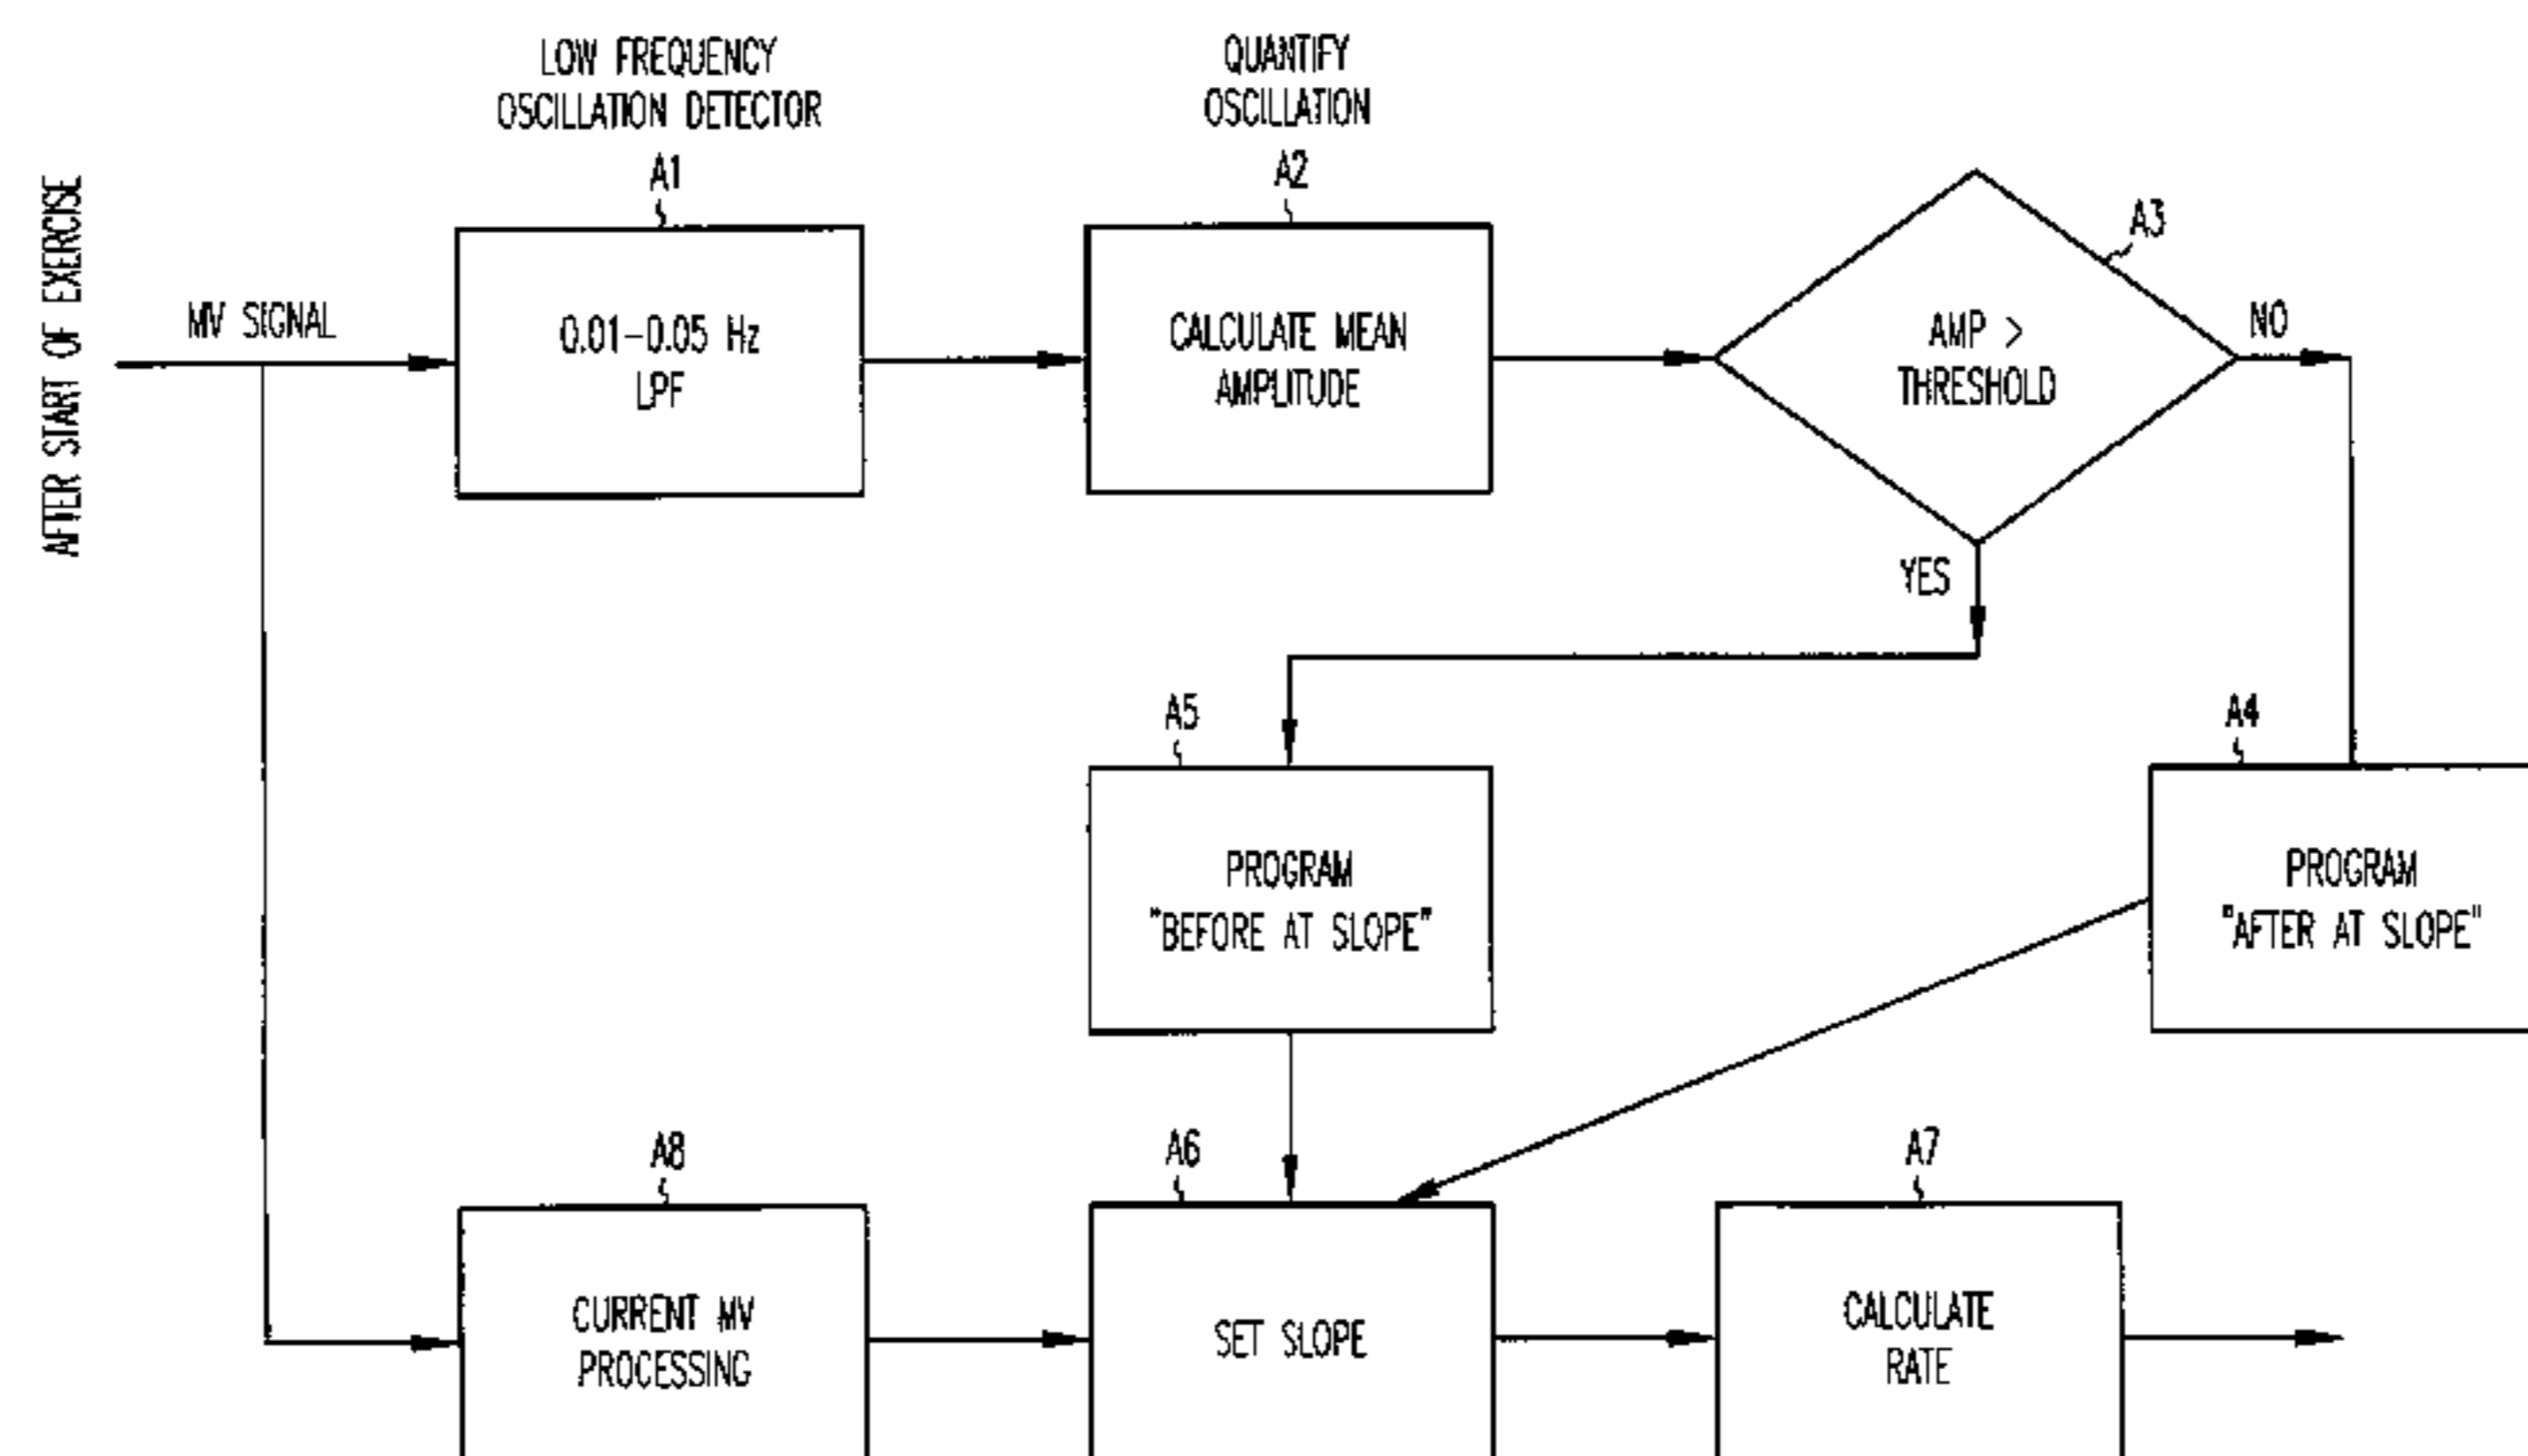 AFTER START OF EXERCISE
MV SIGNAL
LOW FREQUENCY
OSCILLATION DETECTOR
A1
0.01-0.05 Hz
LPF
QUANTIFY
OSCILLATION
A2
CALCULATE MEAN
AMPLITUDE
A3
AMP >
THRESHOLD
NO
YES
A5
PROGRAM
"BEFORE AT SLOPE"
A4
PROGRAM
"AFTER AT SLOPE"
A8
CURRENT MV
PROCESSING
A6
SET SLOPE
A7
CALCULATE
RATE